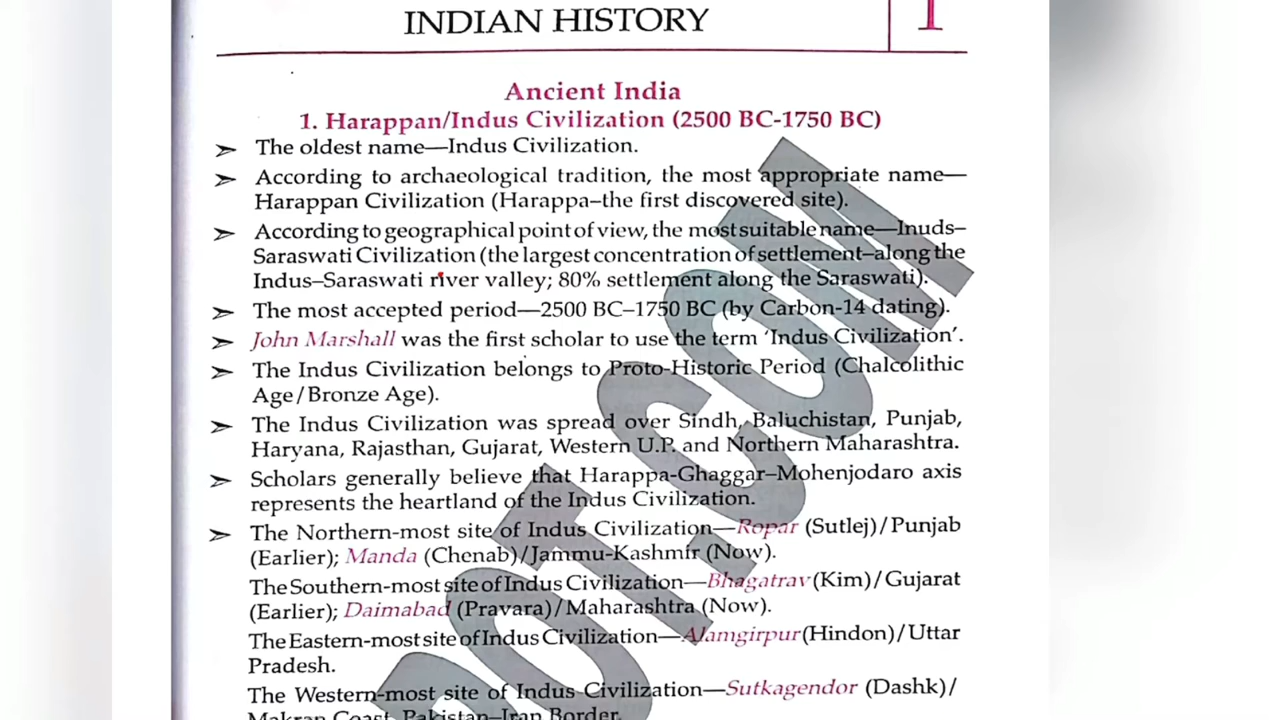 INDIAN HISTORY
1
Ancient India
1. Harappan/Indus Civilization (2500 BC-1750 BC)
➢ The oldest name—Indus Civilization.
➢ According to archaeological tradition, the most appropriate name—
Harappan Civilization (Harappa–the first discovered site).
➢ According to geographical point of view, the most suitable name—Inuds–
Saraswati Civilization (the largest concentration of settlement–along the
Indus–Saraswati river valley; 80% settlement along the Saraswati).
➢ The most accepted period—2500 BC–1750 BC (by Carbon-14 dating).
➢ John Marshall was the first scholar to use the term 'Indus Civilization'.
➢ The Indus Civilization belongs to Proto-Historic Period (Chalcolithic
Age/Bronze Age).
➢ The Indus Civilization was spread over Sindh, Baluchistan, Punjab,
Haryana, Rajasthan, Gujarat, Western U.P. and Northern Maharashtra.
➢ Scholars generally believe that Harappa-Ghaggar–Mohenjodaro axis
represents the heartland of the Indus Civilization.
➢ The Northern-most site of Indus Civilization—Ropar (Sutlej)/Punjab
(Earlier); Manda (Chenab)/Jammu-Kashmir (Now).
The Southern-most site of Indus Civilization—Bhagatrav (Kim)/Gujarat
(Earlier); Daimabad (Pravara)/Maharashtra (Now).
The Eastern-most site of Indus Civilization—Alamgirpur (Hindon)/Uttar
Pradesh.
The Western-most site of Indus Civilization—Sutkagendor (Dashk)/
Makran Coast, Pakistan–Iran Border.
OT.COM